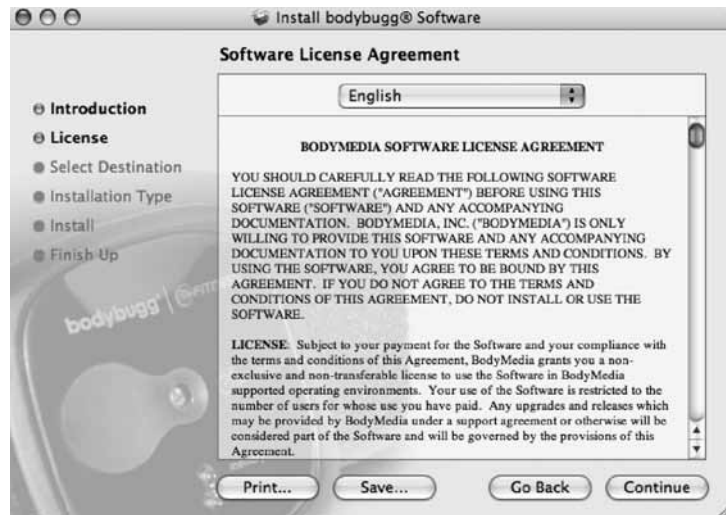 Install bodybugg® Software
Software License Agreement
Introduction
License
Select Destination
Installation Type
Install
Finish Up
bodybugg
English
BODYMEDIA SOFTWARE LICENSE AGREEMENT
YOU SHOULD CAREFULLY READ THE FOLLOWING SOFTWARE
LICENSE AGREEMENT ("AGREEMENT") BEFORE USING THIS
SOFTWARE ("SOFTWARE") AND ANY ACCOMPANYING
DOCUMENTATION. BODYMEDIA, INC. ("BODYMEDIA") IS ONLY
WILLING TO PROVIDE THIS SOFTWARE AND ANY ACCOMPANYING
DOCUMENTATION TO YOU UPON THESE TERMS AND CONDITIONS. BY
USING THE SOFTWARE, YOU AGREE TO BE BOUND BY THIS
AGREEMENT. IF YOU DO NOT AGREE TO THE TERMS AND
CONDITIONS OF THIS AGREEMENT, DO NOT INSTALL OR USE THE
SOFTWARE.
LICENSE. Subject to your payment for the Software and your compliance with
the terms and conditions of this Agreement, BodyMedia grants you a non-
exclusive and non-transferable license to use the Software in BodyMedia
supported operating environments. Your use of the Software is restricted to the
number of users for whose use you have paid. Any upgrades and releases which
may be provided by BodyMedia under a support agreement or otherwise will be
considered part of the Software and will be governed by the provisions of this
Agreement.
Print...
Save...
Go Back
Continue